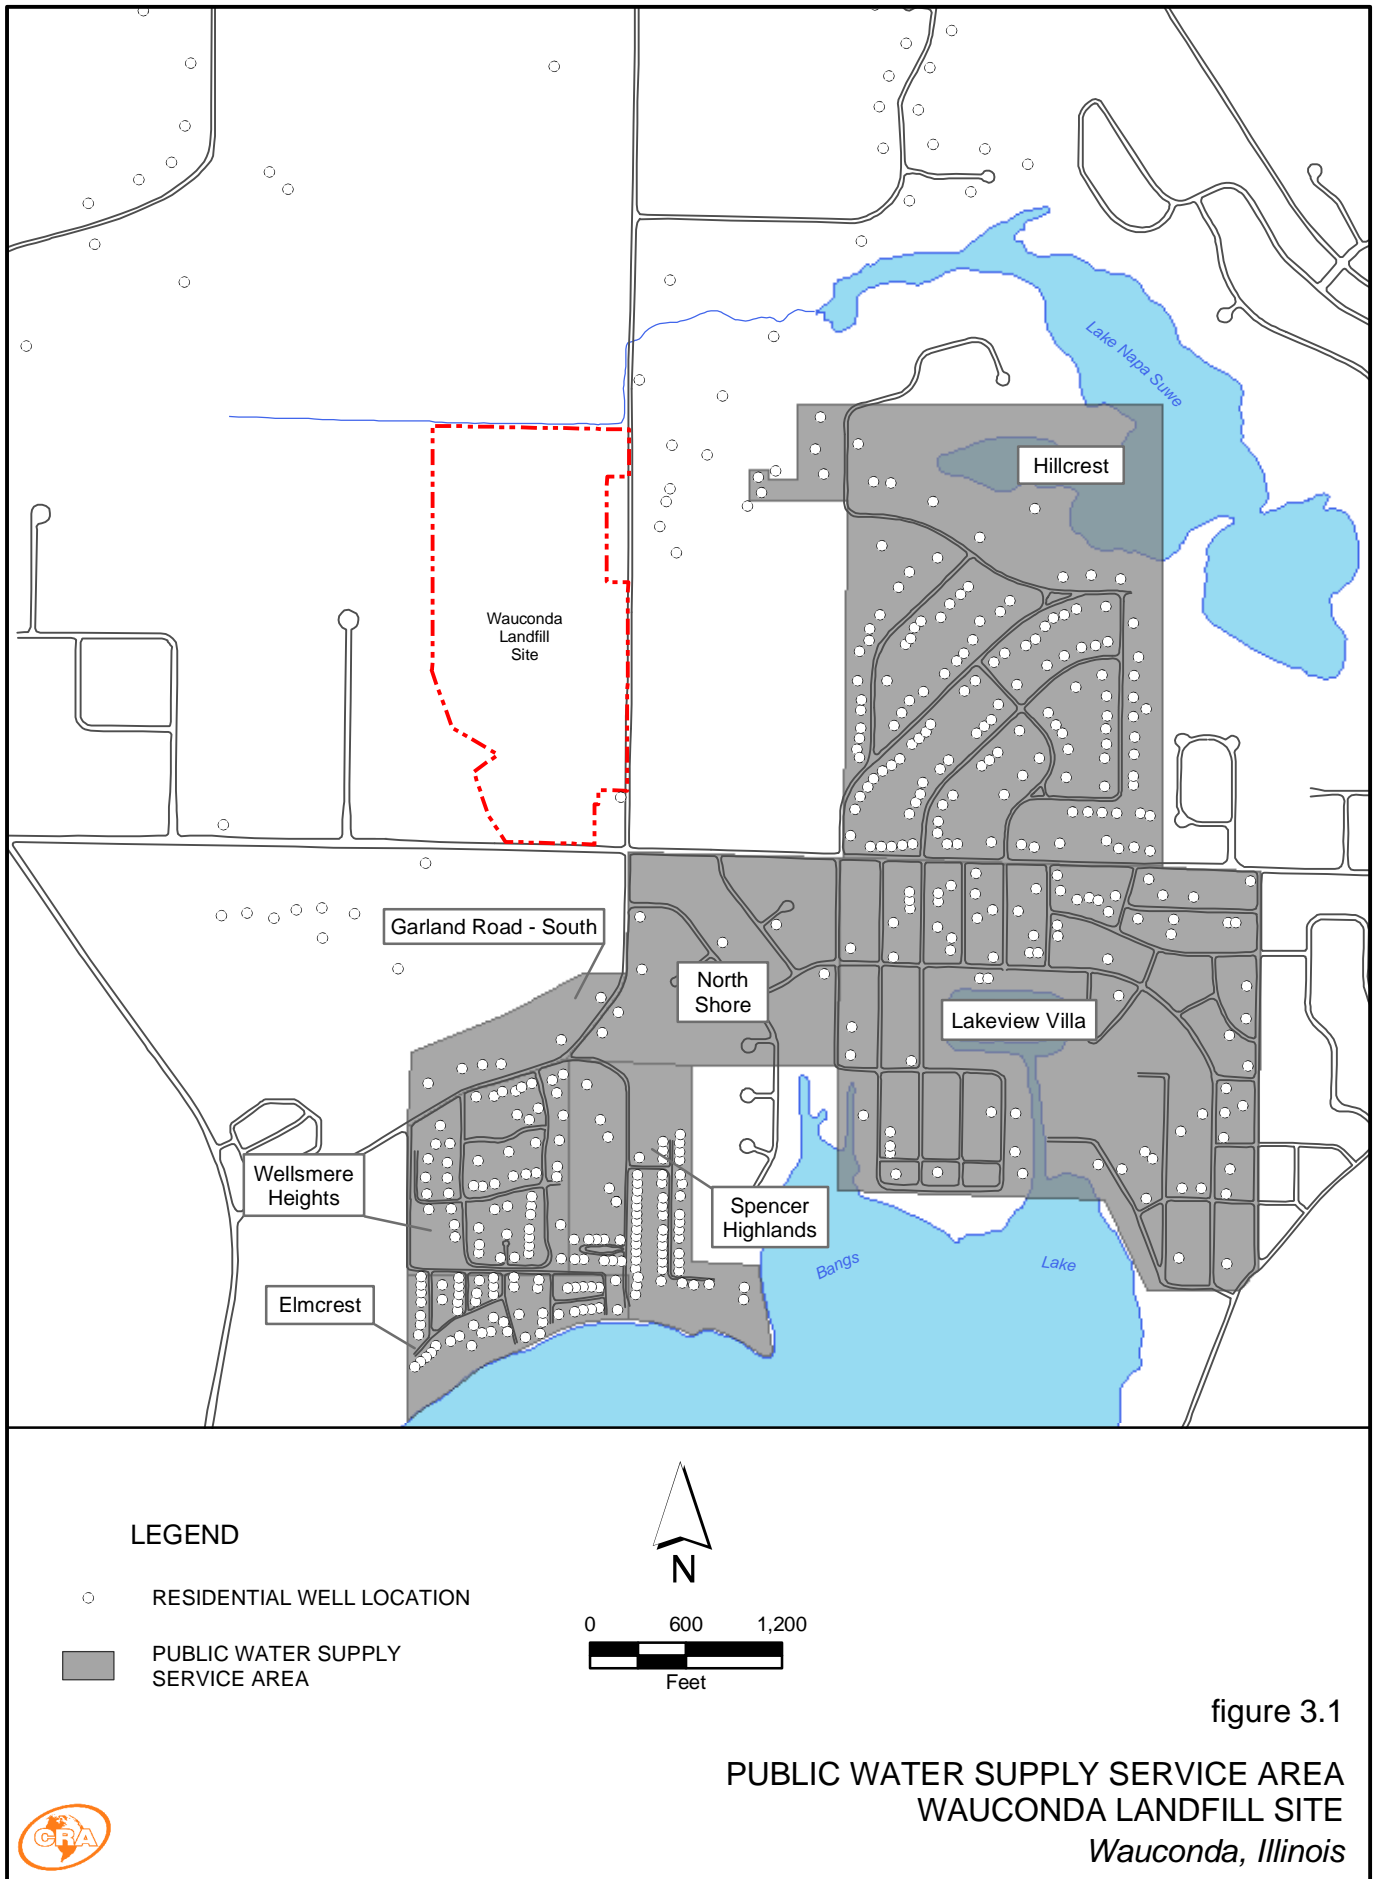 Lake Napa Suwe
Hillcrest
Wauconda
Landfill
Site
Garland Road - South
North
Shore
Lakeview Villa
Wellsmere
Heights
Spencer
Highlands
Bangs
Lake
Elmcrest
N
LEGEND
RESIDENTIAL WELL LOCATION
PUBLIC WATER SUPPLY
SERVICE AREA
0 600 1,200
Feet
figure 3.1
PUBLIC WATER SUPPLY SERVICE AREA
WAUCONDA LANDFILL SITE
Wauconda, Illinois
CRA